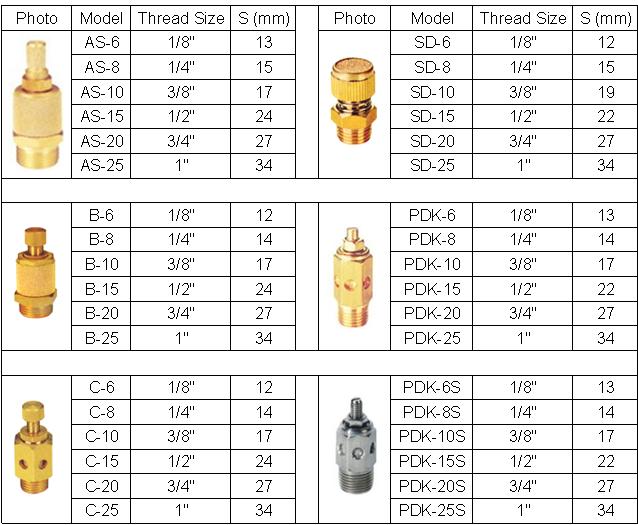 Photo Model Thread Size S (mm) Photo Model Thread Size S (mm)
AS-6 1/8" 13 SD-6 1/8" 12
AS-8 1/4" 15 SD-8 1/4" 15
AS-10 3/8" 17 SD-10 3/8" 19
AS-15 1/2" 24 SD-15 1/2" 22
AS-20 3/4" 27 SD-20 3/4" 27
AS-25 1" 34 SD-25 1" 34
B-6 1/8" 12 PDK-6 1/8" 13
B-8 1/4" 14 PDK-8 1/4" 14
B-10 3/8" 17 PDK-10 3/8" 17
B-15 1/2" 24 PDK-15 1/2" 22
B-20 3/4" 27 PDK-20 3/4" 27
B-25 1" 34 PDK-25 1" 34
C-6 1/8" 12 PDK-6S 1/8" 13
C-8 1/4" 14 PDK-8S 1/4" 14
C-10 3/8" 17 PDK-10S 3/8" 17
C-15 1/2" 24 PDK-15S 1/2" 22
C-20 3/4" 27 PDK-20S 3/4" 27
C-25 1" 34 PDK-25S 1" 34